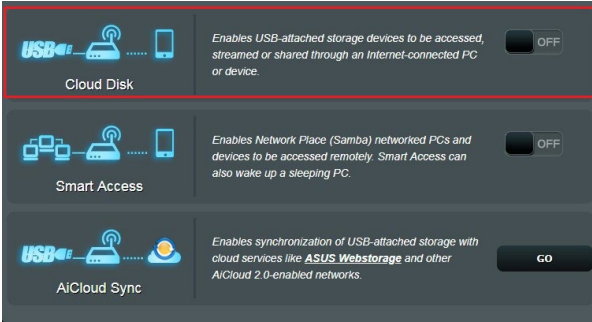 USB
Cloud Disk
Enables USB-attached storage devices to be accessed,
streamed or shared through an Internet-connected PC
or device.
OFF
Smart Access
Enables Network Place (Samba) networked PCs and
devices to be accessed remotely. Smart Access can
also wake up a sleeping PC.
OFF
USB
AiCloud Sync
Enables synchronization of USB-attached storage with
cloud services like ASUS Webstorage and other
AiCloud 2.0-enabled networks.
GO